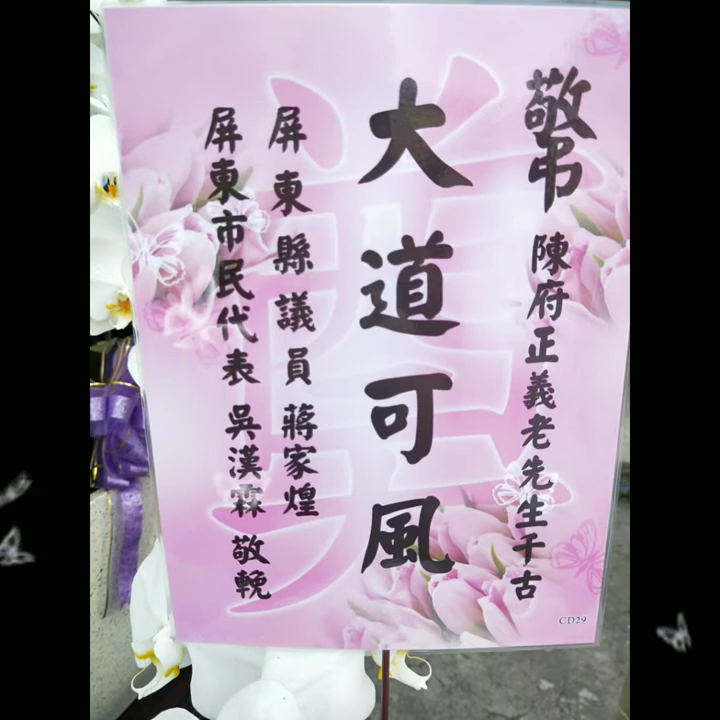 敬弔
陳府正義老先生千古
大道可風
屏東縣議員 蔣家煌
屏東市民代表 吳漢霖 敬輓
CD29